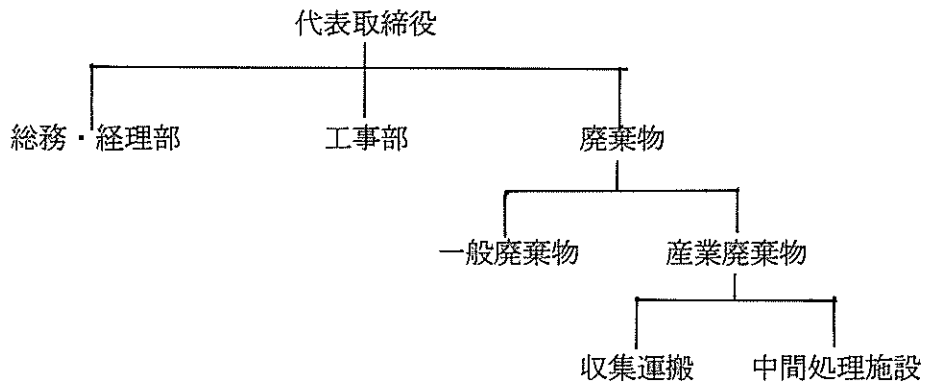 代表取締役
総務・経理部 工事部 廃棄物
一般廃棄物 産業廃棄物
収集運搬 中間処理施設